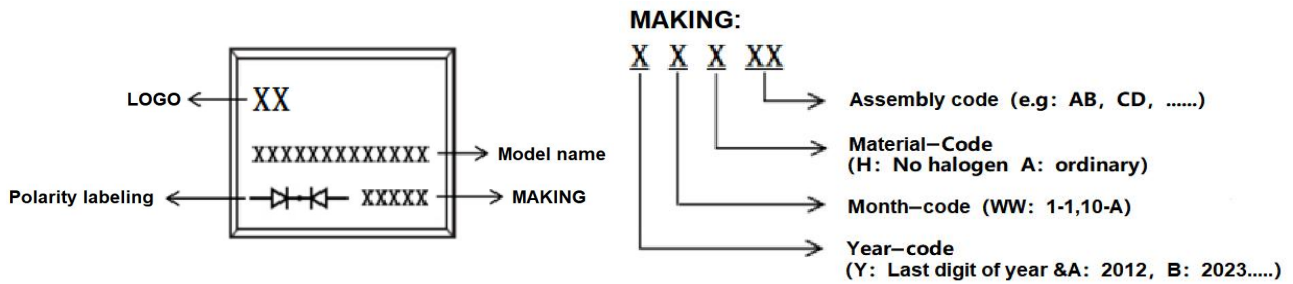 MAKING:
X X X XX
LOGO
XX
Assembly code (e.g: AB, CD, ......)
XXXXXXXXXXXXX
Model name
Material-Code
(H: No halogen A: ordinary)
Polarity labeling
XXXXX
MAKING
Month-code (WW: 1-1,10-A)
Year-code
(Y: Last digit of year &A: 2012, B: 2023.....)